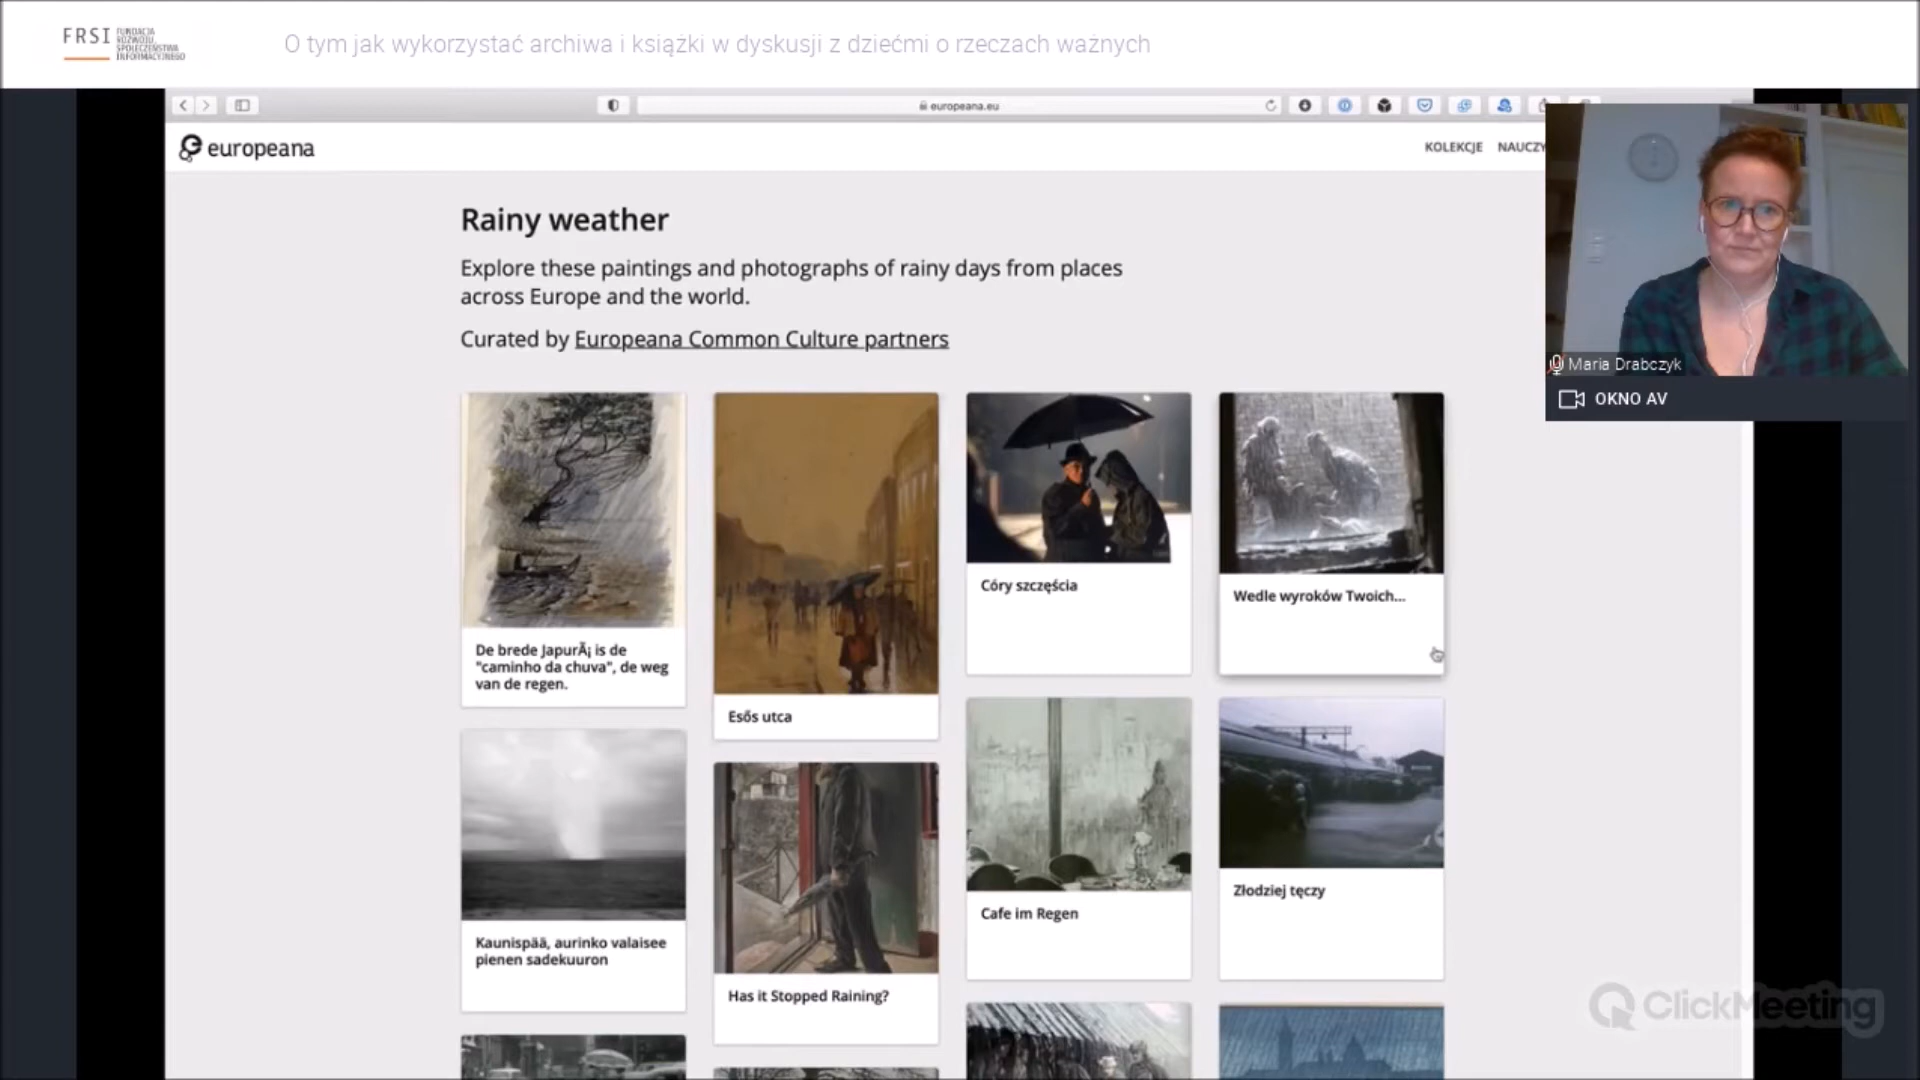 FRSI FUNDACJA
ROZWOJU
SPOŁECZEŃSTWA
INFORMACYJNEGO
O tym jak wykorzystać archiwa i książki w dyskusji z dziećmi o rzeczach ważnych
europeana.eu
europeana
KOLEKCJE
Rainy weather
Explore these paintings and photographs of rainy days from places
across Europe and the world.
Curated by Europeana Common Culture partners
Maria Drabczyk
OKNO AV
De brede JapurÃ¡ is de
"caminho da chuva", de weg
van de regen.
Esős utca
Córy szczęścia
Wedle wyroków Twoich...
Kaunispää, aurinko valaisee
pienen sadekuuron
Has it Stopped Raining?
Cafe im Regen
Złodziej tęczy
ClickMeeting